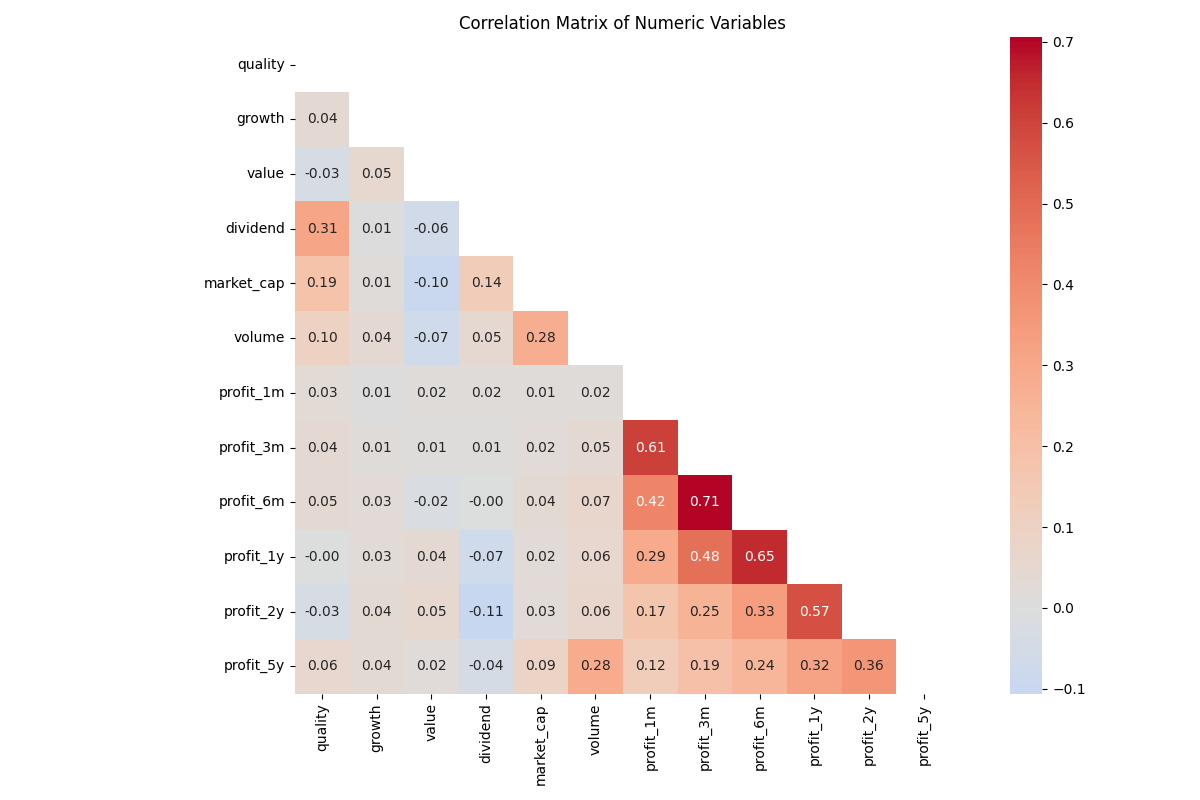 Correlation Matrix of Numeric Variables
quality
growth 0.04
value -0.03 0.05
dividend 0.31 0.01 -0.06
market_cap 0.19 0.01 -0.10 0.14
volume 0.10 0.04 -0.07 0.05 0.28
profit_1m 0.03 0.01 0.02 0.02 0.01 0.02
profit_3m 0.04 0.01 0.01 0.01 0.02 0.05 0.61
profit_6m 0.05 0.03 -0.02 -0.00 0.04 0.07 0.42 0.71
profit_1y -0.00 0.03 0.04 -0.07 0.02 0.06 0.29 0.48 0.65
profit_2y -0.03 0.04 0.05 -0.11 0.03 0.06 0.17 0.25 0.33 0.57
profit_5y 0.06 0.04 0.02 -0.04 0.09 0.28 0.12 0.19 0.24 0.32 0.36
quality growth value dividend market_cap volume profit_1m profit_3m profit_6m profit_1y profit_2y profit_5y
0.7
0.6
0.5
0.4
0.3
0.2
0.1
0.0
−0.1